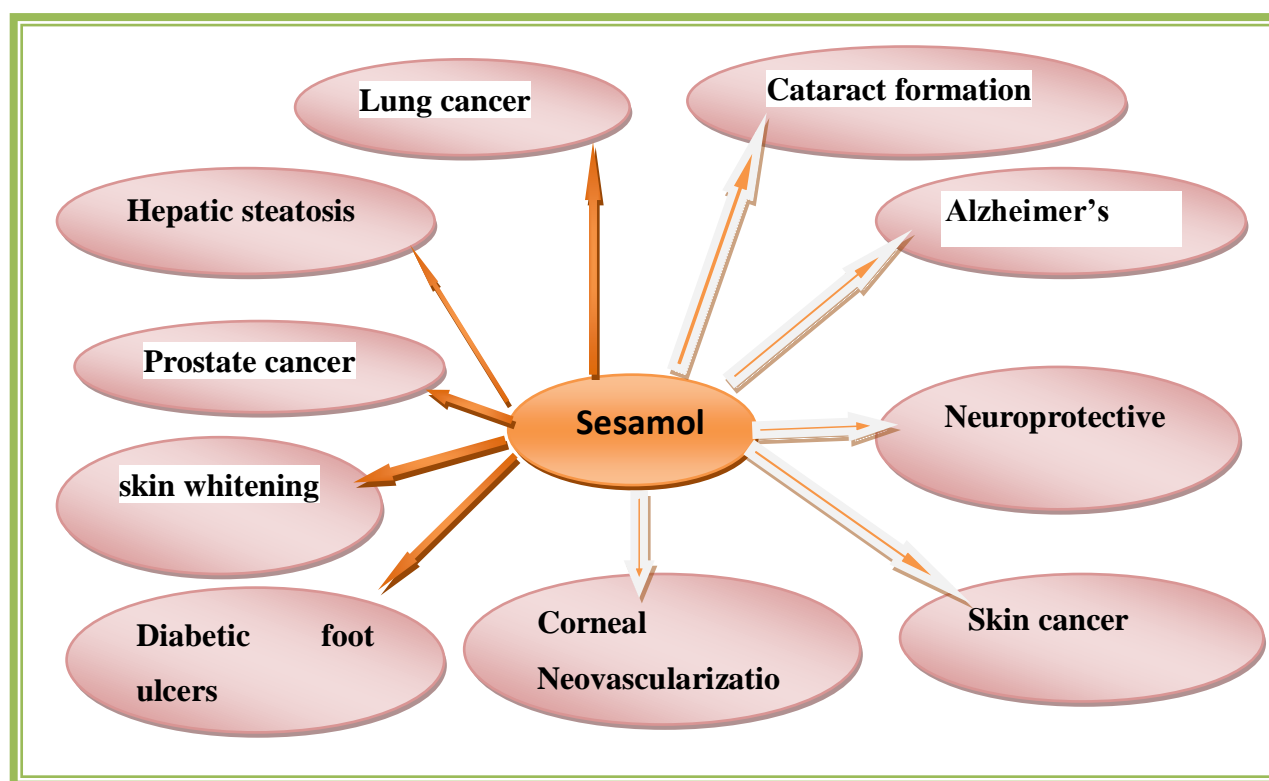 Lung cancer
Cataract formation
Hepatic steatosis
Alzheimer’s
Prostate cancer
Sesamol
Neuroprotective
skin whitening
Diabetic foot
ulcers
Corneal
Neovascularizatio
Skin cancer